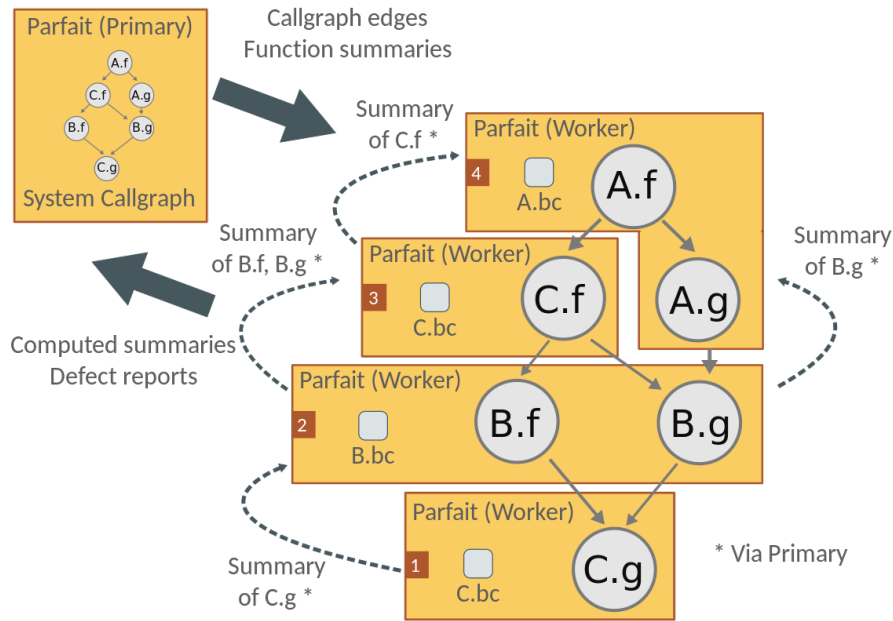 Parfait (Primary)
A.f
C.f
A.g
B.f
B.g
C.g
System Callgraph
Callgraph edges
Function summaries
Summary
of C.f *
Parfait (Worker)
4
A.bc
A.f
A.g
Summary
of B.g *
Summary
of B.f, B.g *
Parfait (Worker)
3
C.bc
C.f
Computed summaries
Defect reports
Parfait (Worker)
2
B.bc
B.f
B.g
Parfait (Worker)
1
C.bc
C.g
Summary
of C.g *
* Via Primary